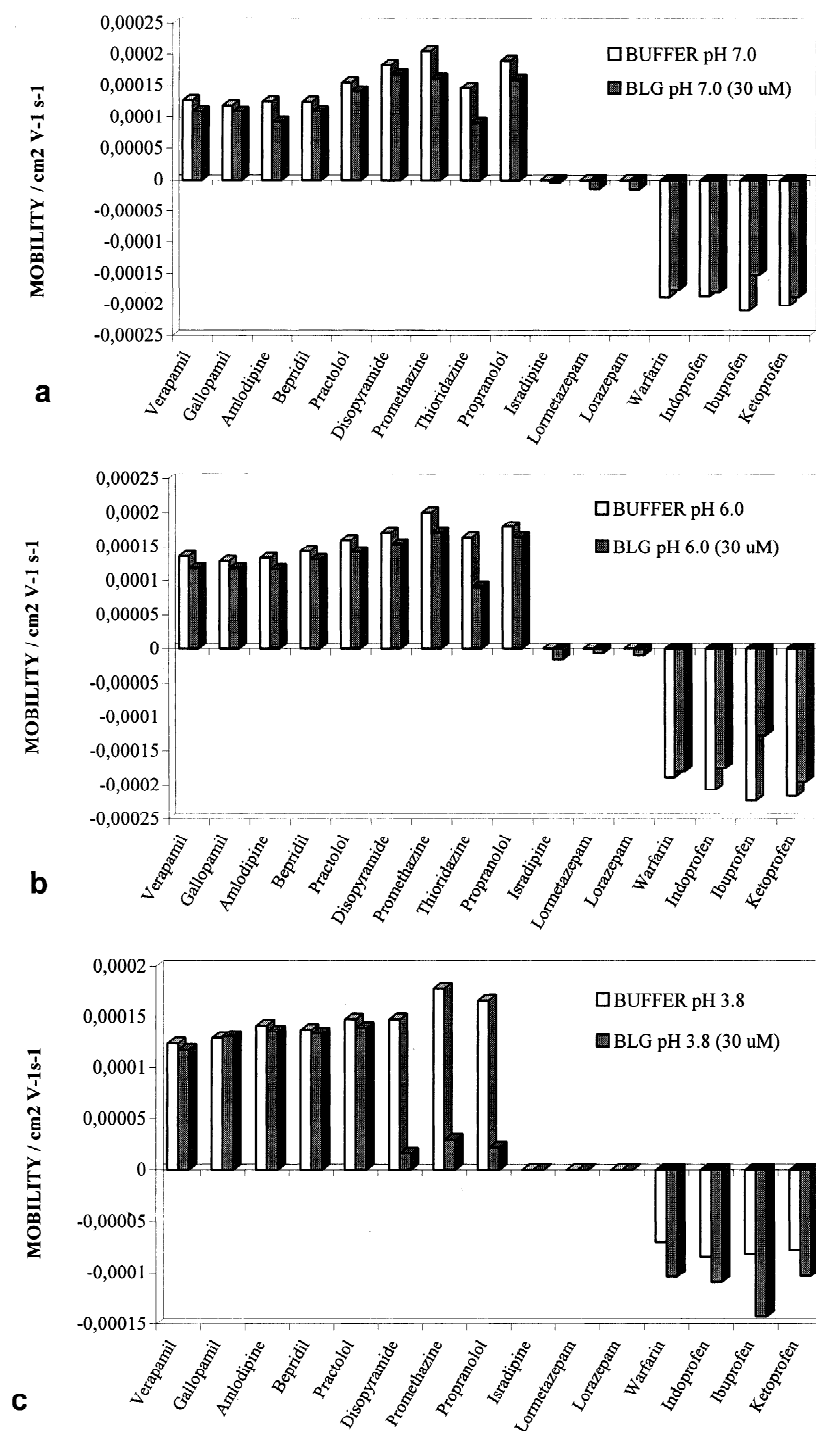 0,00025
0,0002
0,00015
0,0001
0,00005
0
-0,00005
-0,0001
-0,00015
-0,0002
-0,00025
MOBILITY / cm2 V-1 s-1
BUFFER pH 7.0
BLG pH 7.0 (30 uM)
Verapamil
Gallopamil
Amlodipine
Bepridil
Practolol
Disopyramide
Promethazine
Thioridazine
Propranolol
Isradipine
Lormetazepam
Lorazepam
Warfarin
Indoprofen
Ibuprofen
Ketoprofen
a
0,00025
0,0002
0,00015
0,0001
0,00005
0
-0,00005
-0,0001
-0,00015
-0,0002
-0,00025
MOBILITY / cm2 V-1 s-1
BUFFER pH 6.0
BLG pH 6.0 (30 uM)
Verapamil
Gallopamil
Amlodipine
Bepridil
Practolol
Disopyramide
Promethazine
Thioridazine
Propranolol
Isradipine
Lormetazepam
Lorazepam
Warfarin
Indoprofen
Ibuprofen
Ketoprofen
b
0,0002
0,00015
0,0001
0,00005
0
-0,00005
-0,0001
-0,00015
MOBILITY / cm2 V-1s-1
BUFFER pH 3.8
BLG pH 3.8 (30 uM)
Verapamil
Gallopamil
Amlodipine
Bepridil
Practolol
Disopyramide
Promethazine
Propranolol
Isradipine
Lormetazepam
Lorazepam
Warfarin
Indoprofen
Ibuprofen
Ketoprofen
c